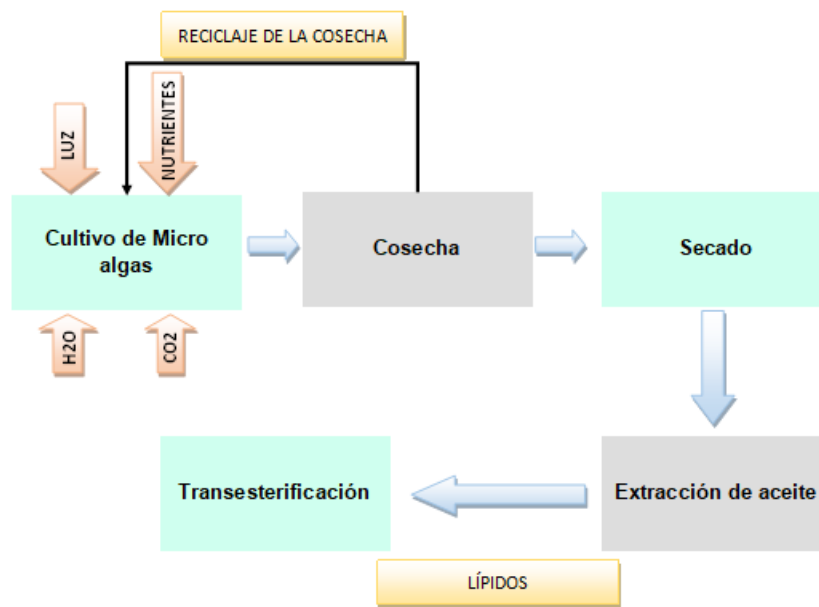 RECICLAJE DE LA COSECHA
LUZ
NUTRIENTES
Cultivo de Micro
algas
Cosecha
Secado
H2O
CO2
Transesterificación
Extracción de aceite
LÍPIDOS